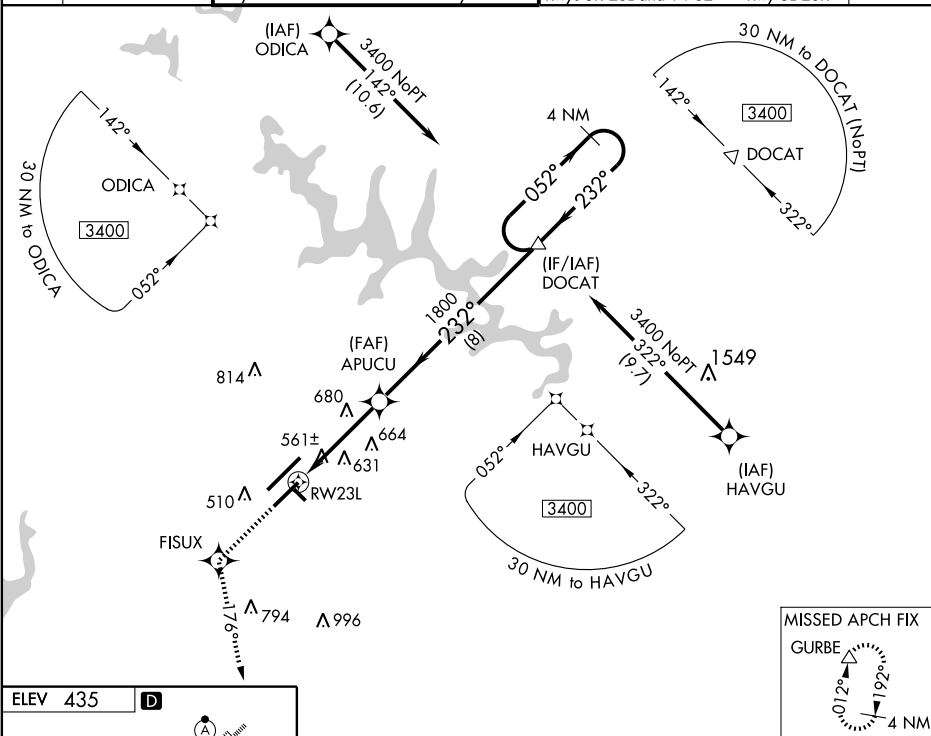 (IAF)
ODICA
3400 NoPT
142°
(10.6)
30 NM to DOCAT (NoPT)
142°
3400
DOCAT
322°
142°
ODICA
3400
052°
30 NM to ODICA
4 NM
052°
232°
(IF/IAF)
DOCAT
1800
232°
(8)
3400 NoPT
322°
(9.7)
1549
(IAF)
HAVGU
(FAF)
APUCU
814
680
664
561±
631
510
RW23L
052°
HAVGU
322°
3400
30 NM to HAVGU
FISUX
176°
794
996
MISSED APCH FIX
GURBE
012°
192°
4 NM
ELEV 435
D
A